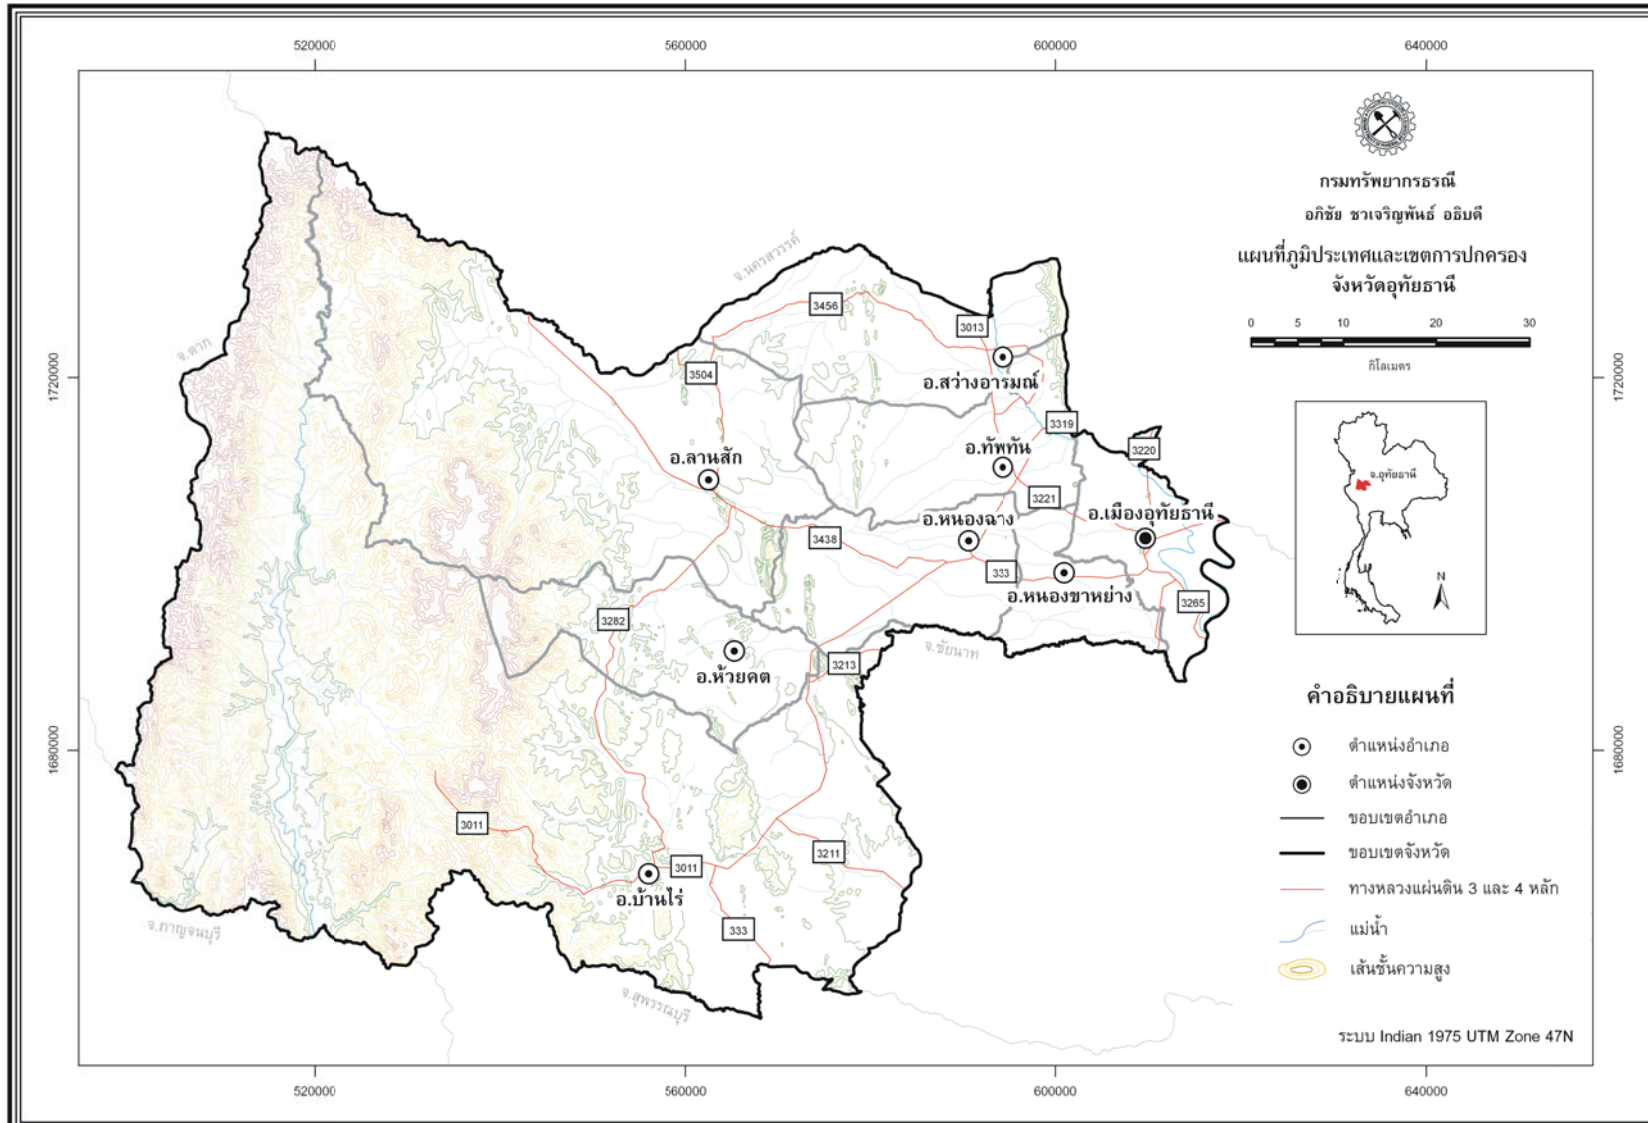 520000
560000
600000
640000
กรมทรัพยากรธรณี
อภิชัย ชวเจริญพันธ์ อธิบดี
แผนที่ภูมิประเทศและเขตการปกครอง
จังหวัดอุทัยธานี
0 5 10 20 30
กิโลเมตร
จ.นครสวรรค์
จ.ตาก
3456
3013
3504
อ.สว่างอารมณ์
1720000
1720000
3319
3220
อ.ทัพทัน
อ.ลานสัก
จ.อุทัยธานี
3221
อ.หนองฉาง
อ.เมืองอุทัยธานี
3438
333
อ.หนองขาหย่าง
3265
N
3282
จ.ชัยนาท
3213
อ.ห้วยคต
คำอธิบายแผนที่
ตำแหน่งอำเภอ
1680000
1680000
ตำแหน่งจังหวัด
ขอบเขตอำเภอ
3011
3211
ขอบเขตจังหวัด
3011
ทางหลวงแผ่นดิน 3 และ 4 หลัก
อ.บ้านไร่
333
แม่น้ำ
จ.กาญจนบุรี
เส้นชั้นความสูง
จ.สุพรรณบุรี
ระบบ Indian 1975 UTM Zone 47N
520000
560000
600000
640000